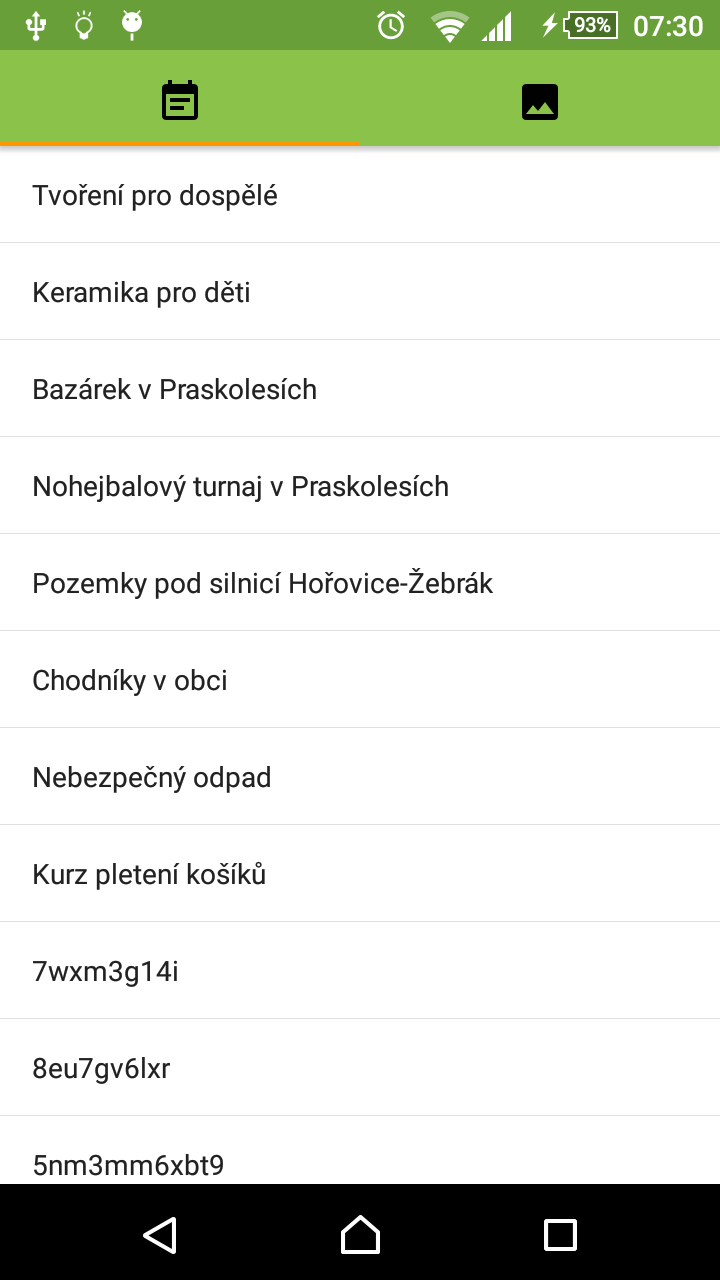 93% 07:30
Tvoření pro dospělé
Keramika pro děti
Bazárek v Praskolesích
Nohejbalový turnaj v Praskolesích
Pozemky pod silnicí Hořovice-Žebrák
Chodníky v obci
Nebezpečný odpad
Kurz pletení košíků
7wxm3g14i
8eu7gv6lxr
5nm3mm6xbt9